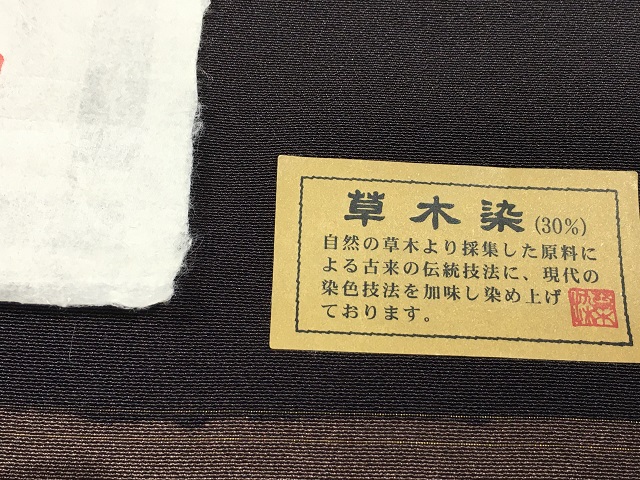 草木染(30%)
自然の草木より採集した原料に
よる古来の伝統技法に、現代の
染色技法を加味し染め上げ
ております。